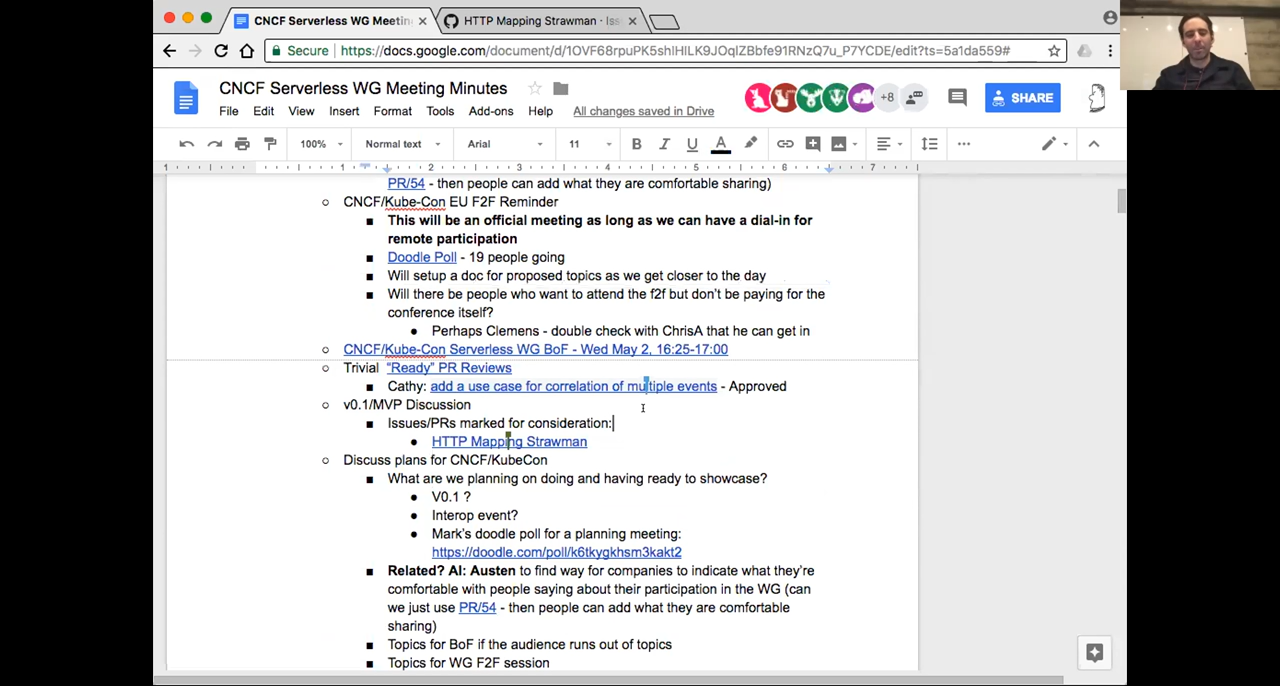 CNCF Serverless WG Meetin
HTTP Mapping Strawman · Iss
Secure
https://docs.google.com/document/d/1OVF68rpuPK5shIHILK9JOqIZBbfe91RNzQ7u_P7YCDE/edit?ts=5a1da559#
CNCF Serverless WG Meeting Minutes
File Edit View Insert Format Tools Add-ons Help All changes saved in Drive
+8
SHARE
100% Normal text Arial 11 B I U A
1 1 2 3 4 5 6 7
PR/54 - then people can add what they are comfortable sharing)
○ CNCF/Kube-Con EU F2F Reminder
■ This will be an official meeting as long as we can have a dial-in for
remote participation
■ Doodle Poll - 19 people going
■ Will setup a doc for proposed topics as we get closer to the day
■ Will there be people who want to attend the f2f but don't be paying for the
conference itself?
● Perhaps Clemens - double check with ChrisA that he can get in
○ CNCF/Kube-Con Serverless WG BoF - Wed May 2, 16:25-17:00
○ Trivial “Ready” PR Reviews
■ Cathy: add a use case for correlation of multiple events - Approved
○ v0.1/MVP Discussion
■ Issues/PRs marked for consideration:
● HTTP Mapping Strawman
○ Discuss plans for CNCF/KubeCon
■ What are we planning on doing and having ready to showcase?
● V0.1 ?
● Interop event?
● Mark's doodle poll for a planning meeting:
https://doodle.com/poll/k6tkygkhsm3kakt2
■ Related? AI: Austen to find way for companies to indicate what they're
comfortable with people saying about their participation in the WG (can
we just use PR/54 - then people can add what they are comfortable
sharing)
■ Topics for BoF if the audience runs out of topics
■ Topics for WG F2F session